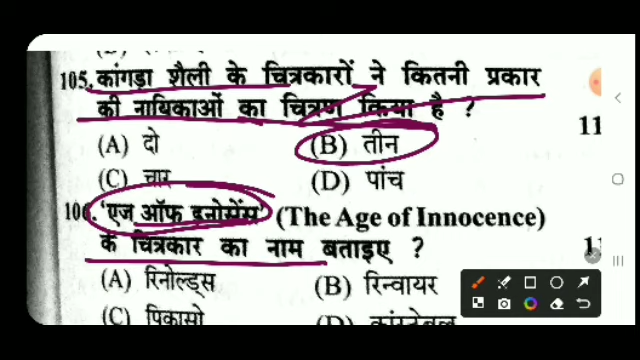 105. कांगड़ा शैली के चित्रकारों ने कितनी प्रकार
की नायिकाओं का चित्रण किया है ?
11
(A) दो (B) तीन
(C) चार (D) पांच
106. 'एज ऑफ इनोसेंस' (The Age of Innocence)
के चित्रकार का नाम बताइए ?
(A) रिनोल्ड्स (B) रिन्वायर
(C) पिकासो (D) कांस्टेबल